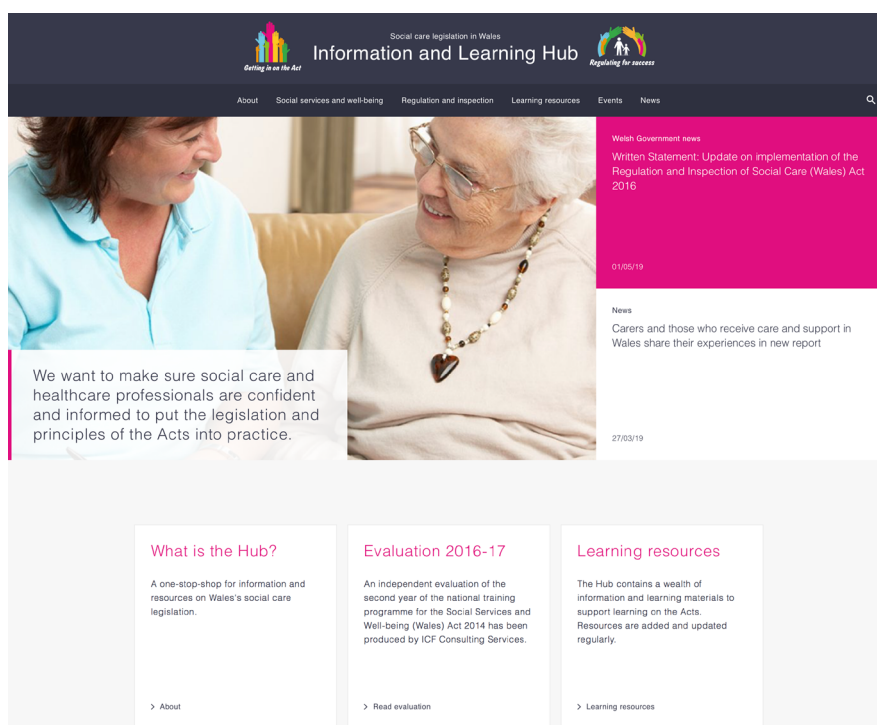 Social care legislation in Wales
Information and Learning Hub
Getting in on the Act
Regulating for success
About
Social services and well-being
Regulation and inspection
Learning resources
Events
News
Welsh Government news
Written Statement: Update on implementation of the
Regulation and Inspection of Social Care (Wales) Act
2016
01/05/19
News
Carers and those who receive care and support in
Wales share their experiences in new report
27/03/19
We want to make sure social care and
healthcare professionals are confident
and informed to put the legislation and
principles of the Acts into practice.
What is the Hub?
A one-stop-shop for information and
resources on Wales's social care
legislation.
> About
Evaluation 2016-17
An independent evaluation of the
second year of the national training
programme for the Social Services and
Well-being (Wales) Act 2014 has been
produced by ICF Consulting Services.
> Read evaluation
Learning resources
The Hub contains a wealth of
information and learning materials to
support learning on the Acts.
Resources are added and updated
regularly.
> Learning resources